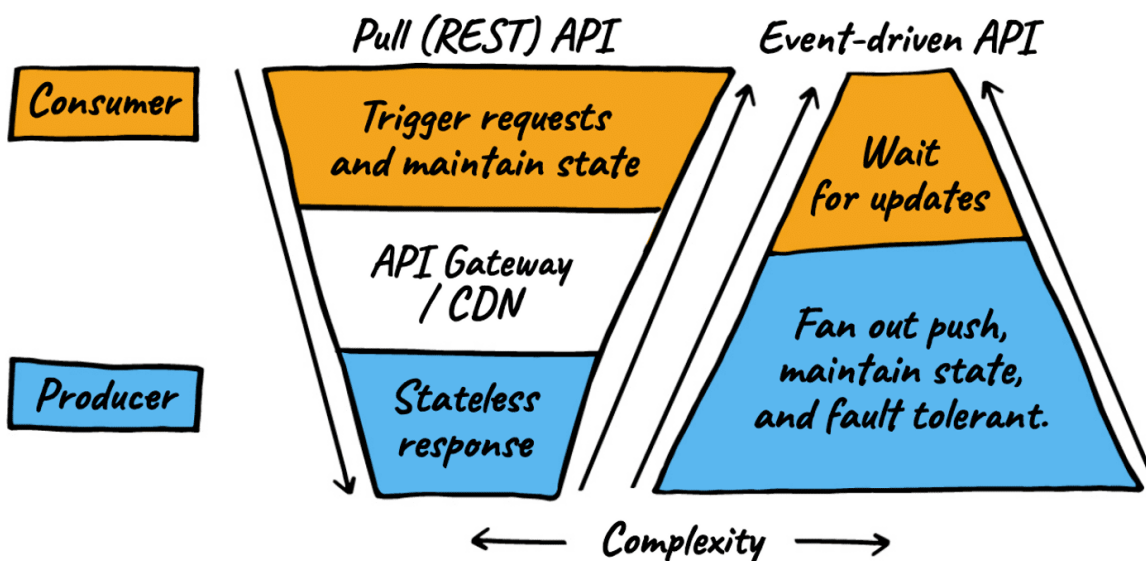 Pull (REST) API
Event-driven API
Consumer
Trigger requests
and maintain state
Wait
for updates
API Gateway
/ CDN
Producer
Stateless
response
Fan out push,
maintain state,
and fault tolerant.
Complexity